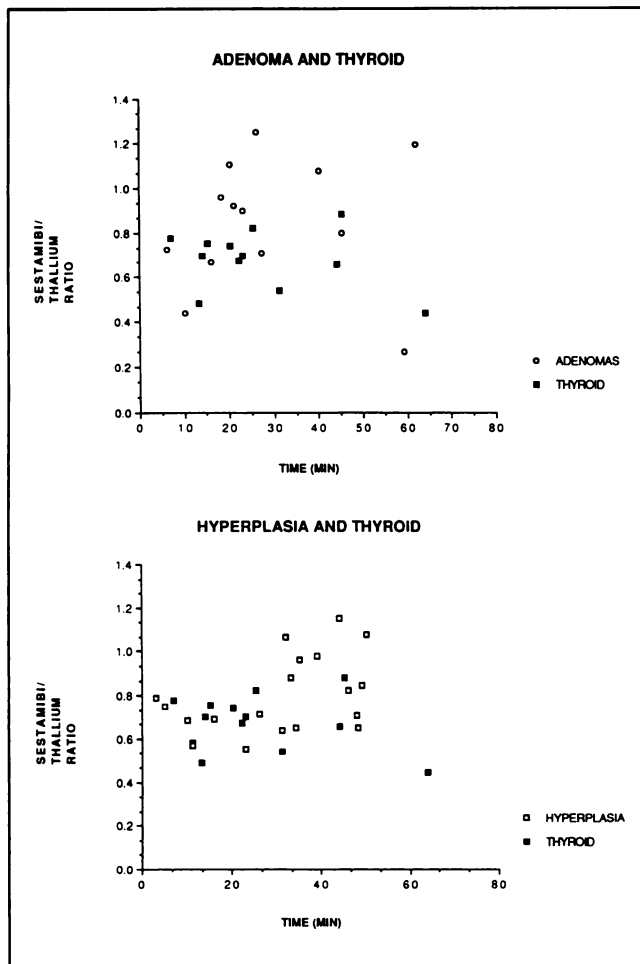 ADENOMA AND THYROID
1.4
1.2
1.0
0.8
0.6
0.4
0.2
0.0
SESTAMIBI/
THALLIUM
RATIO
0 10 20 30 40 50 60 70 80
TIME (MIN)
ADENOMAS
THYROID
HYPERPLASIA AND THYROID
1.4
1.2
1.0
0.8
0.6
0.4
0.2
0.0
SESTAMIBI/
THALLIUM
RATIO
0 20 40 60 80
TIME (MIN)
HYPERPLASIA
THYROID